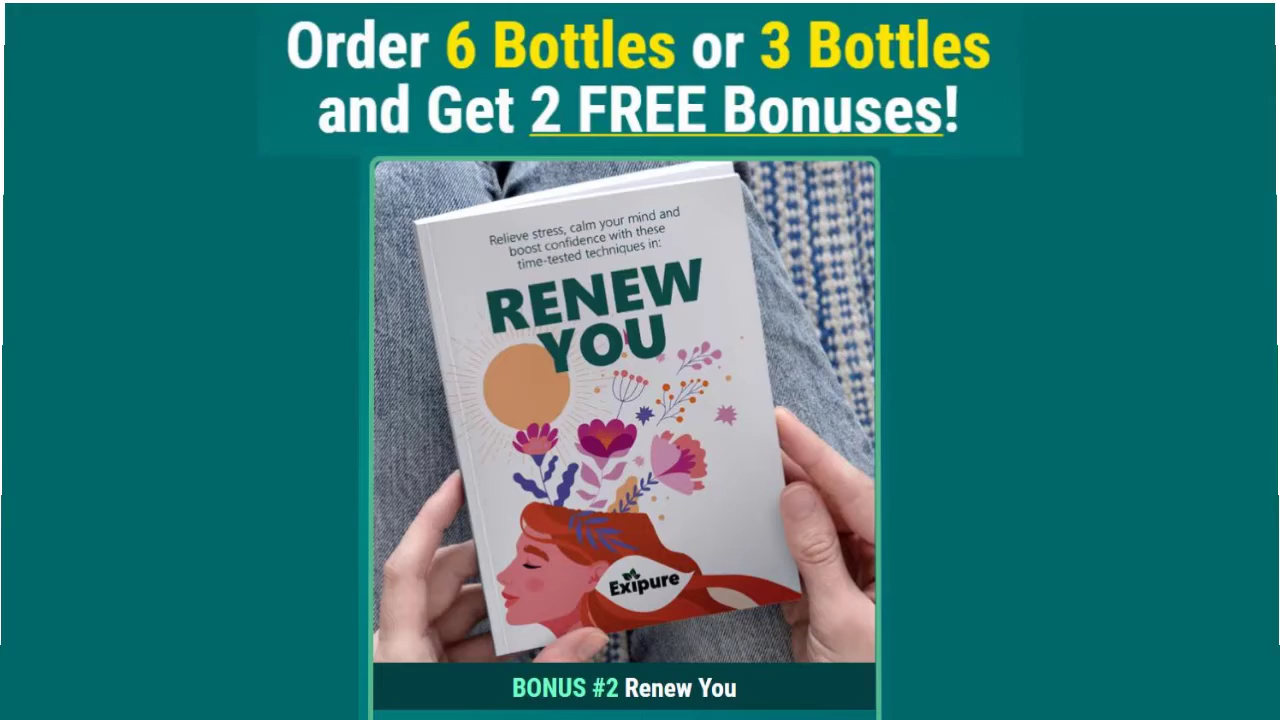 Order 6 Bottles or 3 Bottles
and Get 2 FREE Bonuses!
Relieve stress, calm your mind and
boost confidence with these
time-tested techniques in:
RENEW
YOU
Exipure
BONUS #2 Renew You